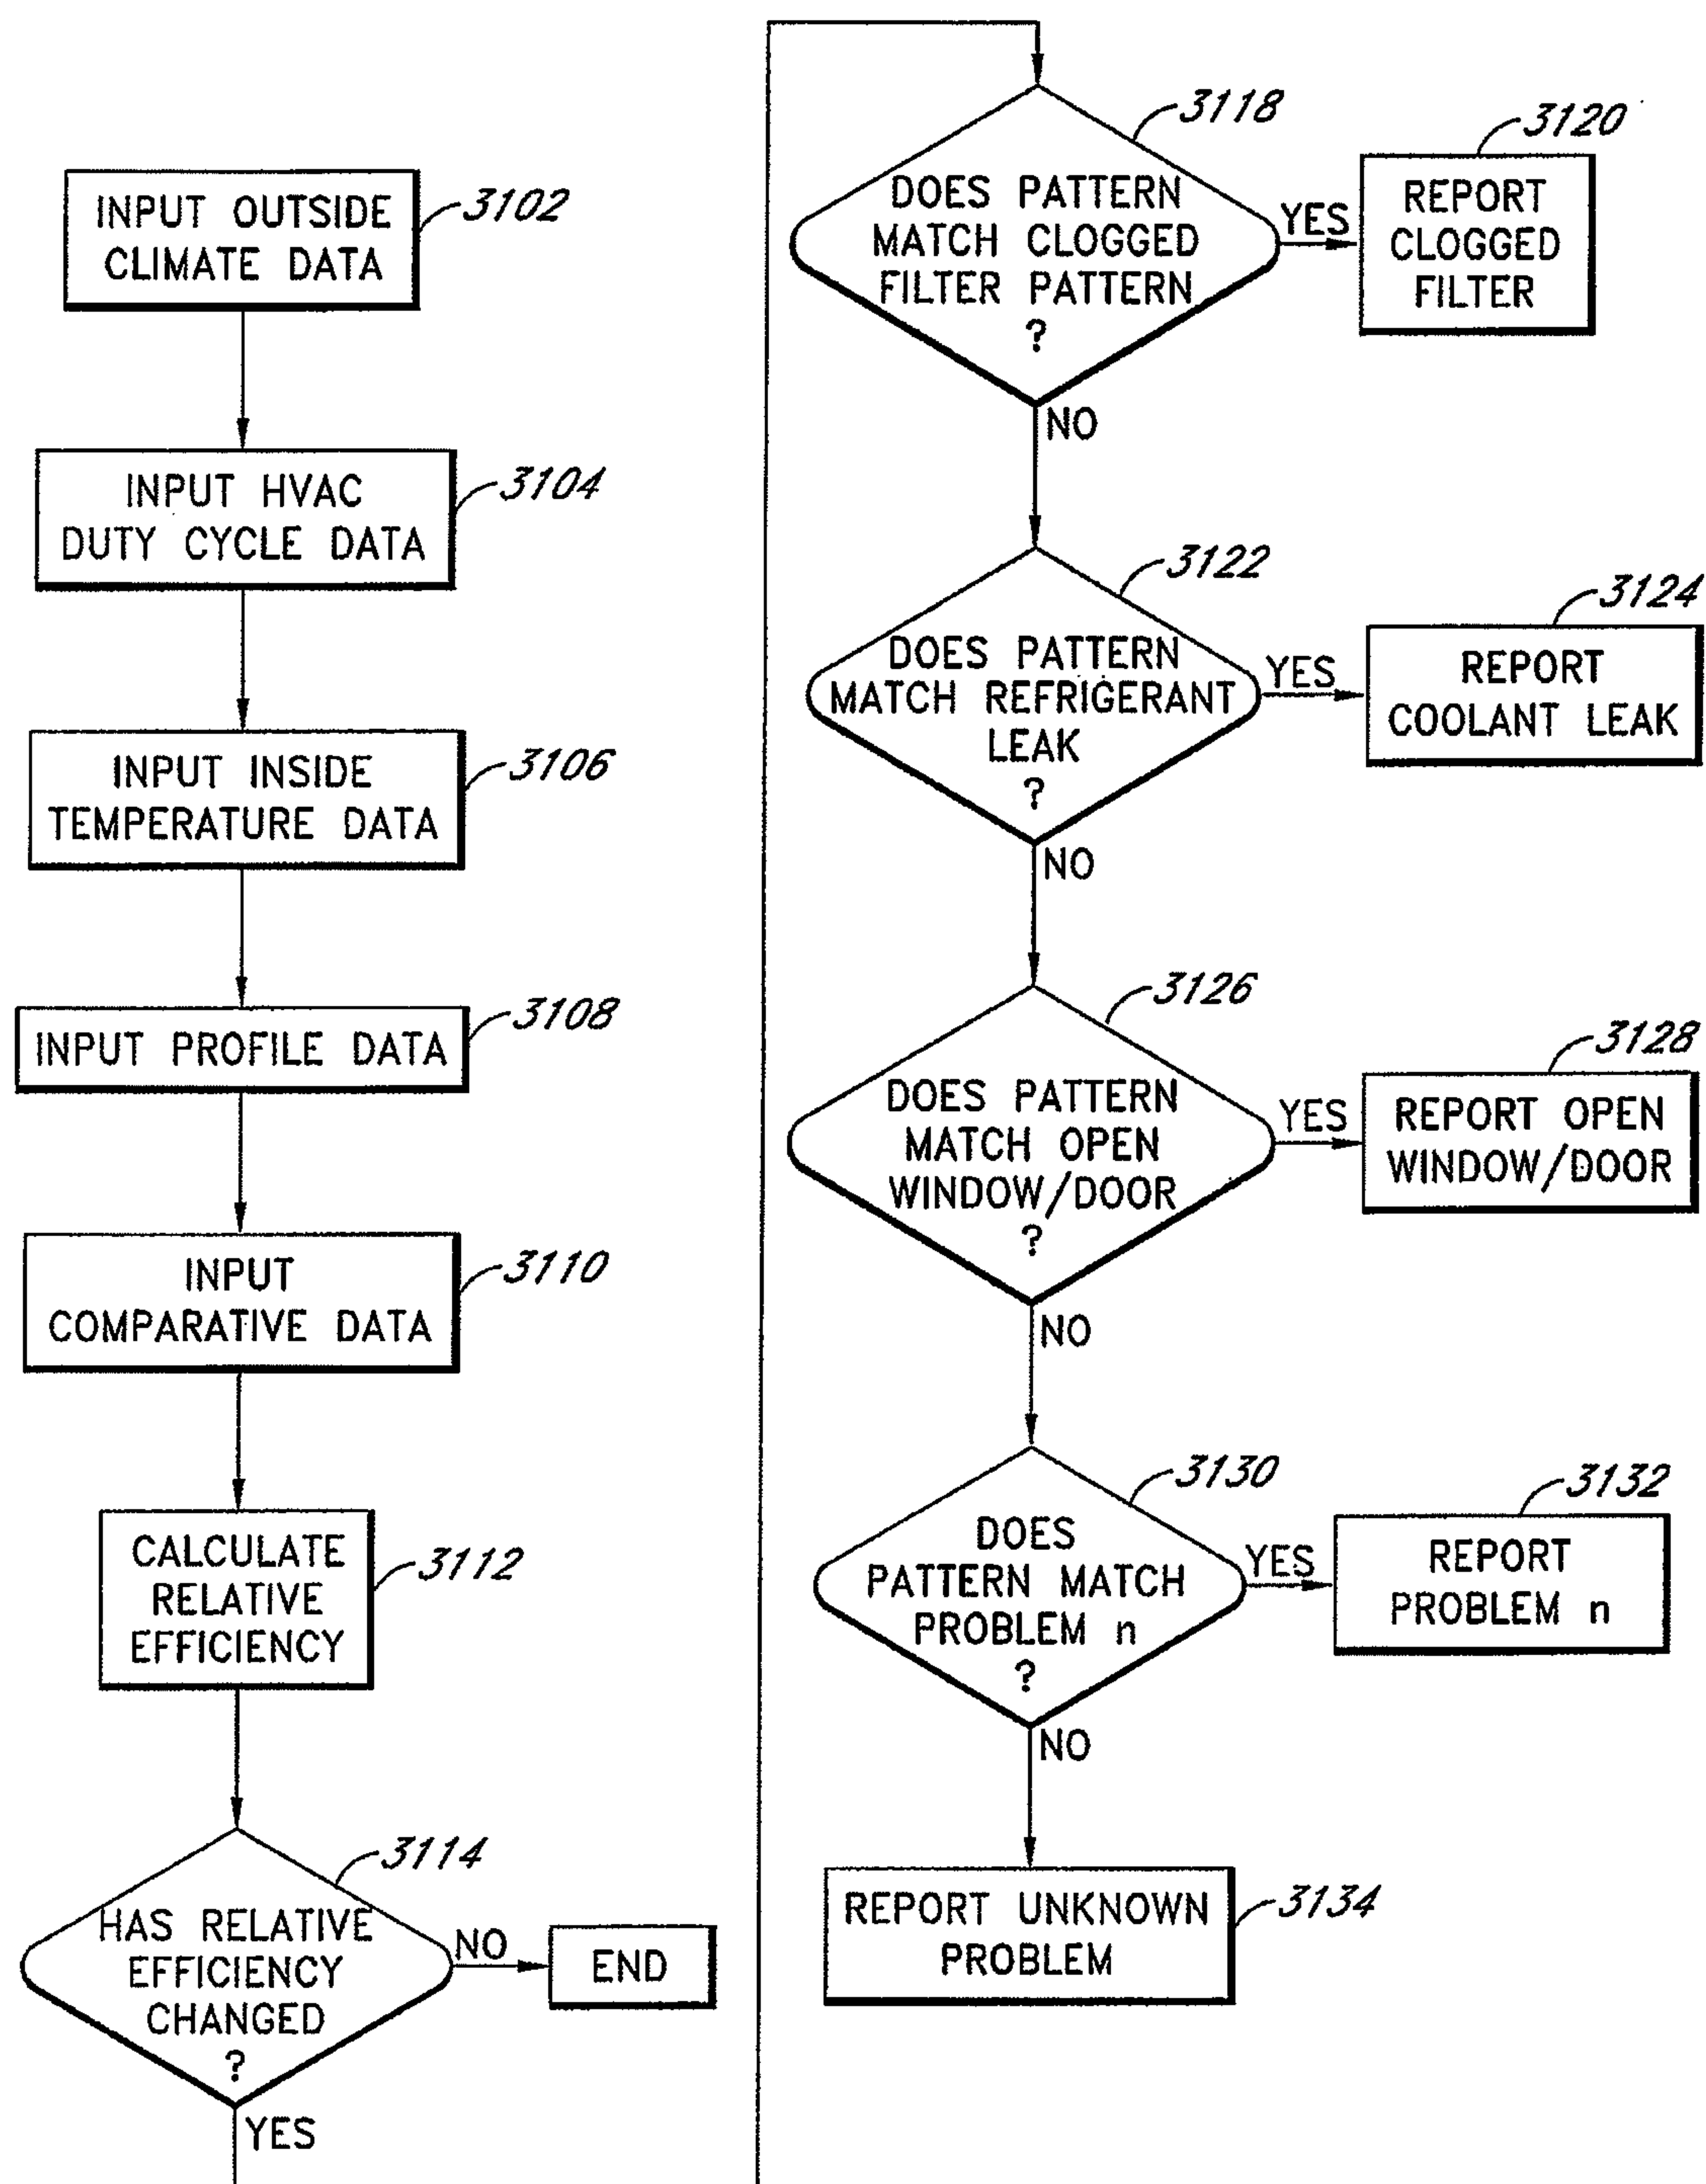 INPUT OUTSIDE
CLIMATE DATA
3102
INPUT HVAC
DUTY CYCLE DATA
3104
INPUT INSIDE
TEMPERATURE DATA
3106
INPUT PROFILE DATA
3108
INPUT
COMPARATIVE DATA
3110
CALCULATE
RELATIVE
EFFICIENCY
3112
HAS RELATIVE
EFFICIENCY
CHANGED
?
3114
NO
END
YES
DOES PATTERN
MATCH CLOGGED
FILTER PATTERN
?
3118
YES
REPORT
CLOGGED
FILTER
3120
NO
DOES PATTERN
MATCH REFRIGERANT
LEAK
?
3122
YES
REPORT
COOLANT LEAK
3124
NO
DOES PATTERN
MATCH OPEN
WINDOW/DOOR
?
3126
YES
REPORT OPEN
WINDOW/DOOR
3128
NO
DOES
PATTERN MATCH
PROBLEM n
?
3130
YES
REPORT
PROBLEM n
3132
NO
REPORT UNKNOWN
PROBLEM
3134